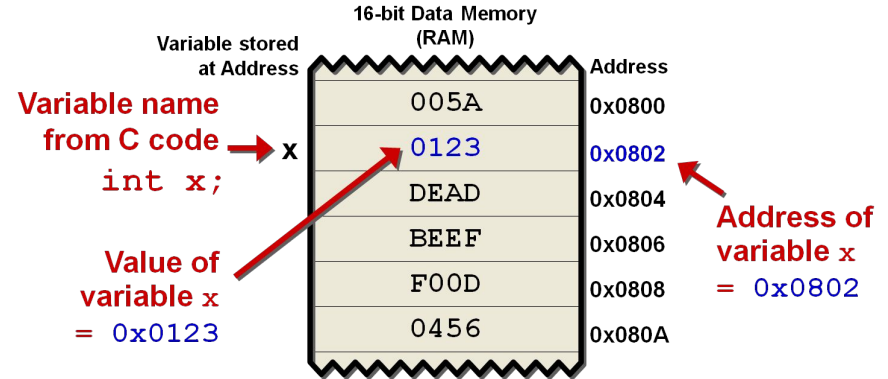 16-bit Data Memory
(RAM)
Variable stored
at Address
Address
Variable name
from C code
int x;
x
005A
0x0800
0123
0x0802
DEAD
0x0804
BEEF
0x0806
F00D
0x0808
0456
0x080A
Value of
variable x
= 0x0123
Address of
variable x
= 0x0802